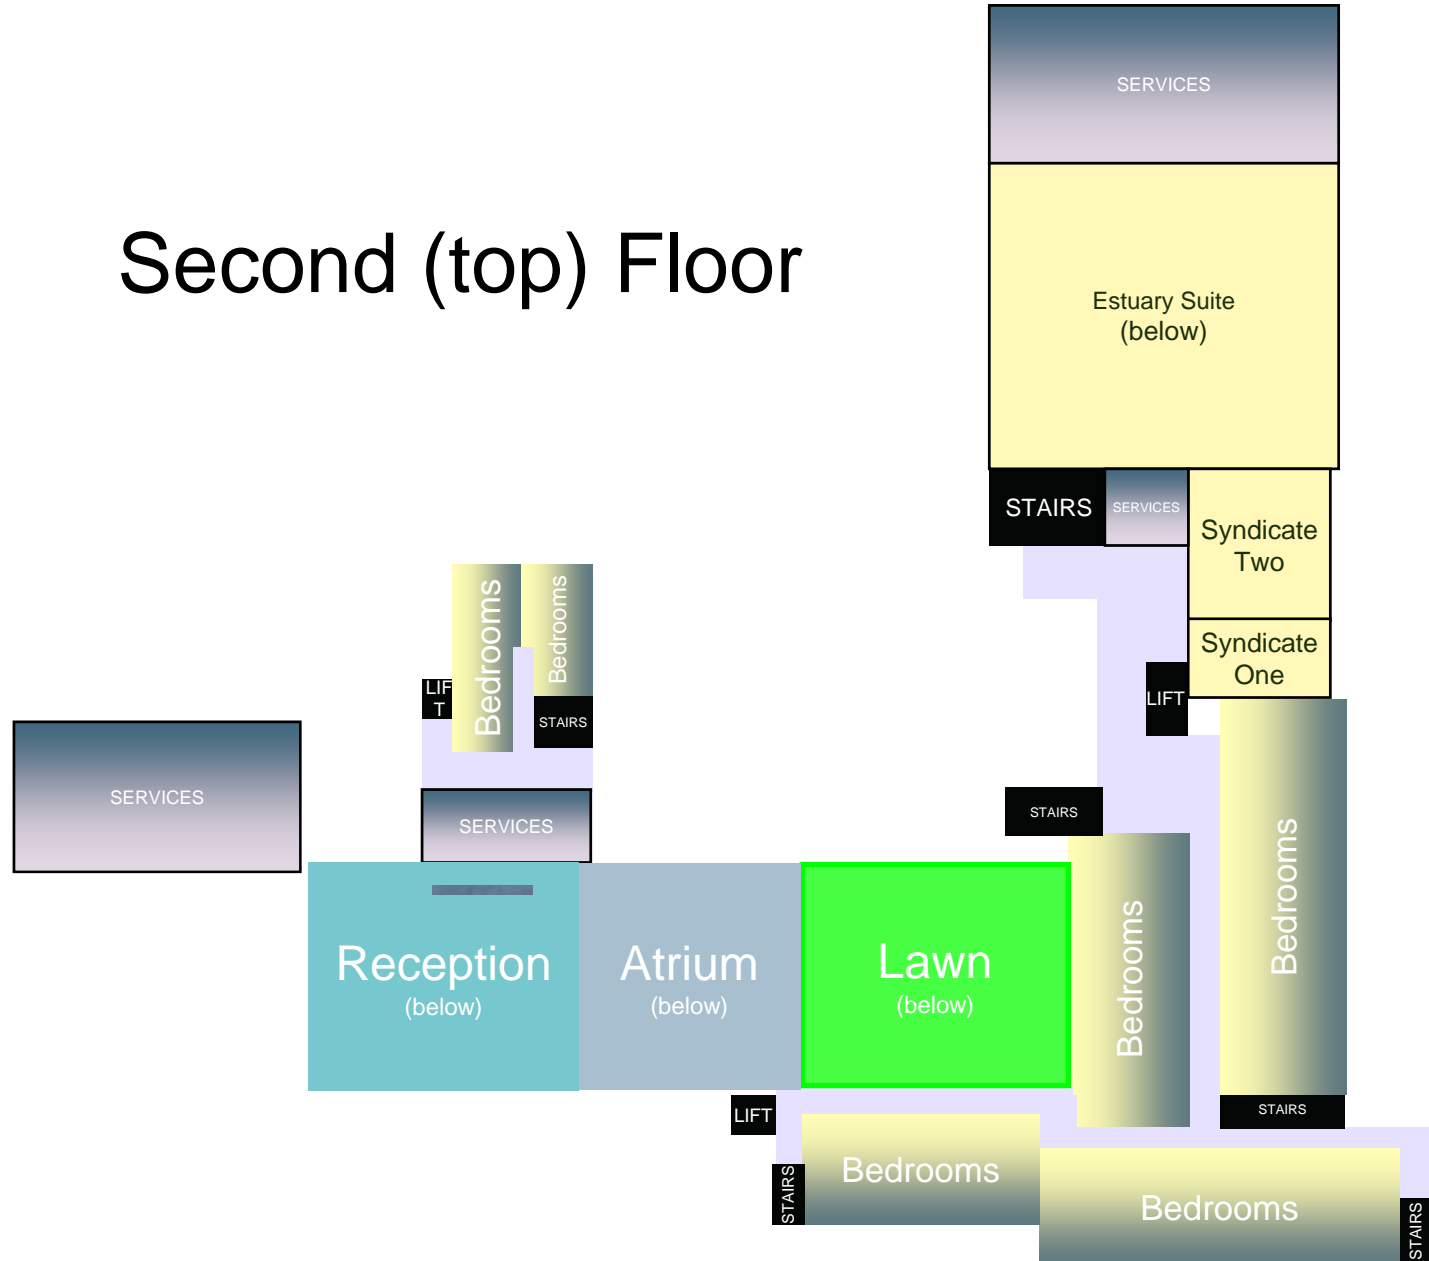 SERVICES
Second (top) Floor
Estuary Suite
(below)
STAIRS
SERVICES
Syndicate
Two
Syndicate
One
LIFT
Bedrooms
Bedrooms
LIF
T
STAIRS
SERVICES
SERVICES
STAIRS
Bedrooms
Bedrooms
Reception
(below)
Atrium
(below)
Lawn
(below)
LIFT
STAIRS
STAIRS
Bedrooms
Bedrooms
STAIRS